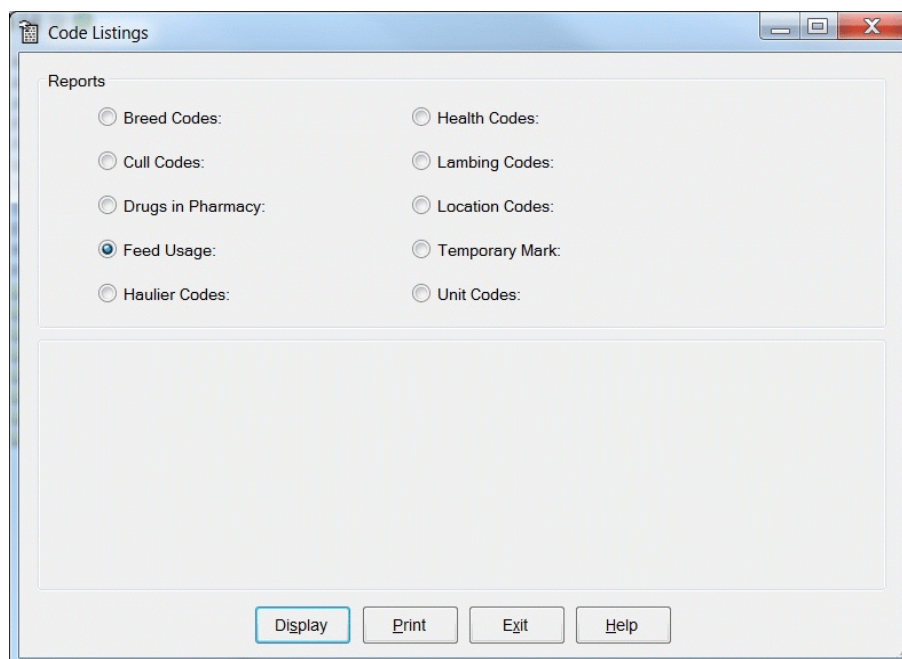 Code Listings
Reports
Breed Codes:
Health Codes:
Cull Codes:
Lambing Codes:
Drugs in Pharmacy:
Location Codes:
Feed Usage:
Temporary Mark:
Haulier Codes:
Unit Codes:
Display Print Exit Help